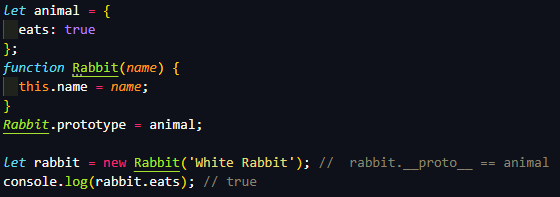 let animal = {
  eats: true
};
function Rabbit(name) {
  this.name = name;
}
Rabbit.prototype = animal;

let rabbit = new Rabbit('White Rabbit'); //  rabbit.__proto__ == animal
console.log(rabbit.eats); // true